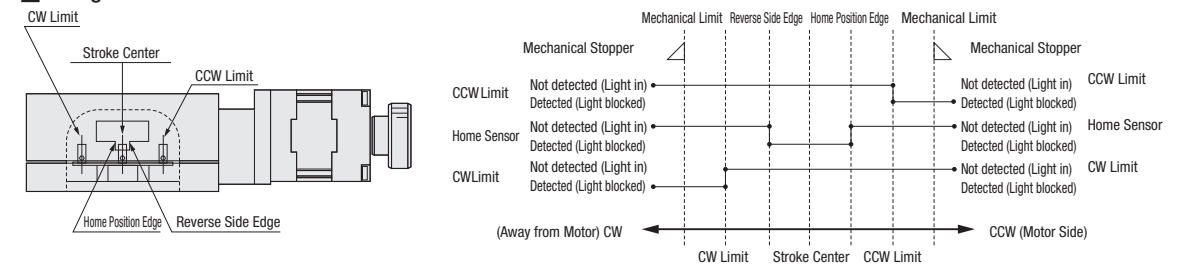 CW Limit
Stroke Center
CCW Limit
Home Position Edge
Reverse Side Edge
Mechanical Limit Reverse Side Edge Home Position Edge Mechanical Limit
Mechanical Stopper
Mechanical Stopper
CCW Limit
Not detected (Light in)
Detected (Light blocked)
Not detected (Light in)
Detected (Light blocked)
CCW Limit
Home Sensor
Not detected (Light in)
Detected (Light blocked)
Not detected (Light in)
Detected (Light blocked)
Home Sensor
CWLimit
Not detected (Light in)
Detected (Light blocked)
Not detected (Light in)
Detected (Light blocked)
CW Limit
(Away from Motor) CW
CCW (Motor Side)
CW Limit Stroke Center CCW Limit